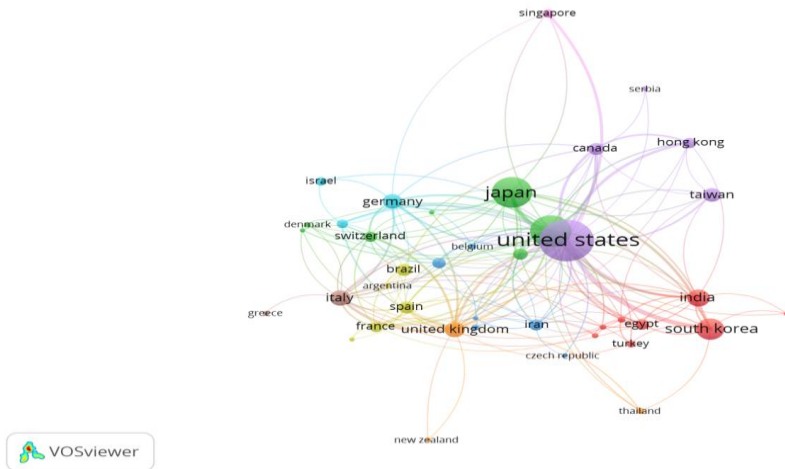 singapore
serbia
canada
hong kong
israel
japan
taiwan
germany
denmark
switzerland
united states
belgium
brazil
argentina
italy
india
greece
spain
france
united kingdom
iran
egypt
south korea
turkey
czech republic
thailand
new zealand
VOSviewer